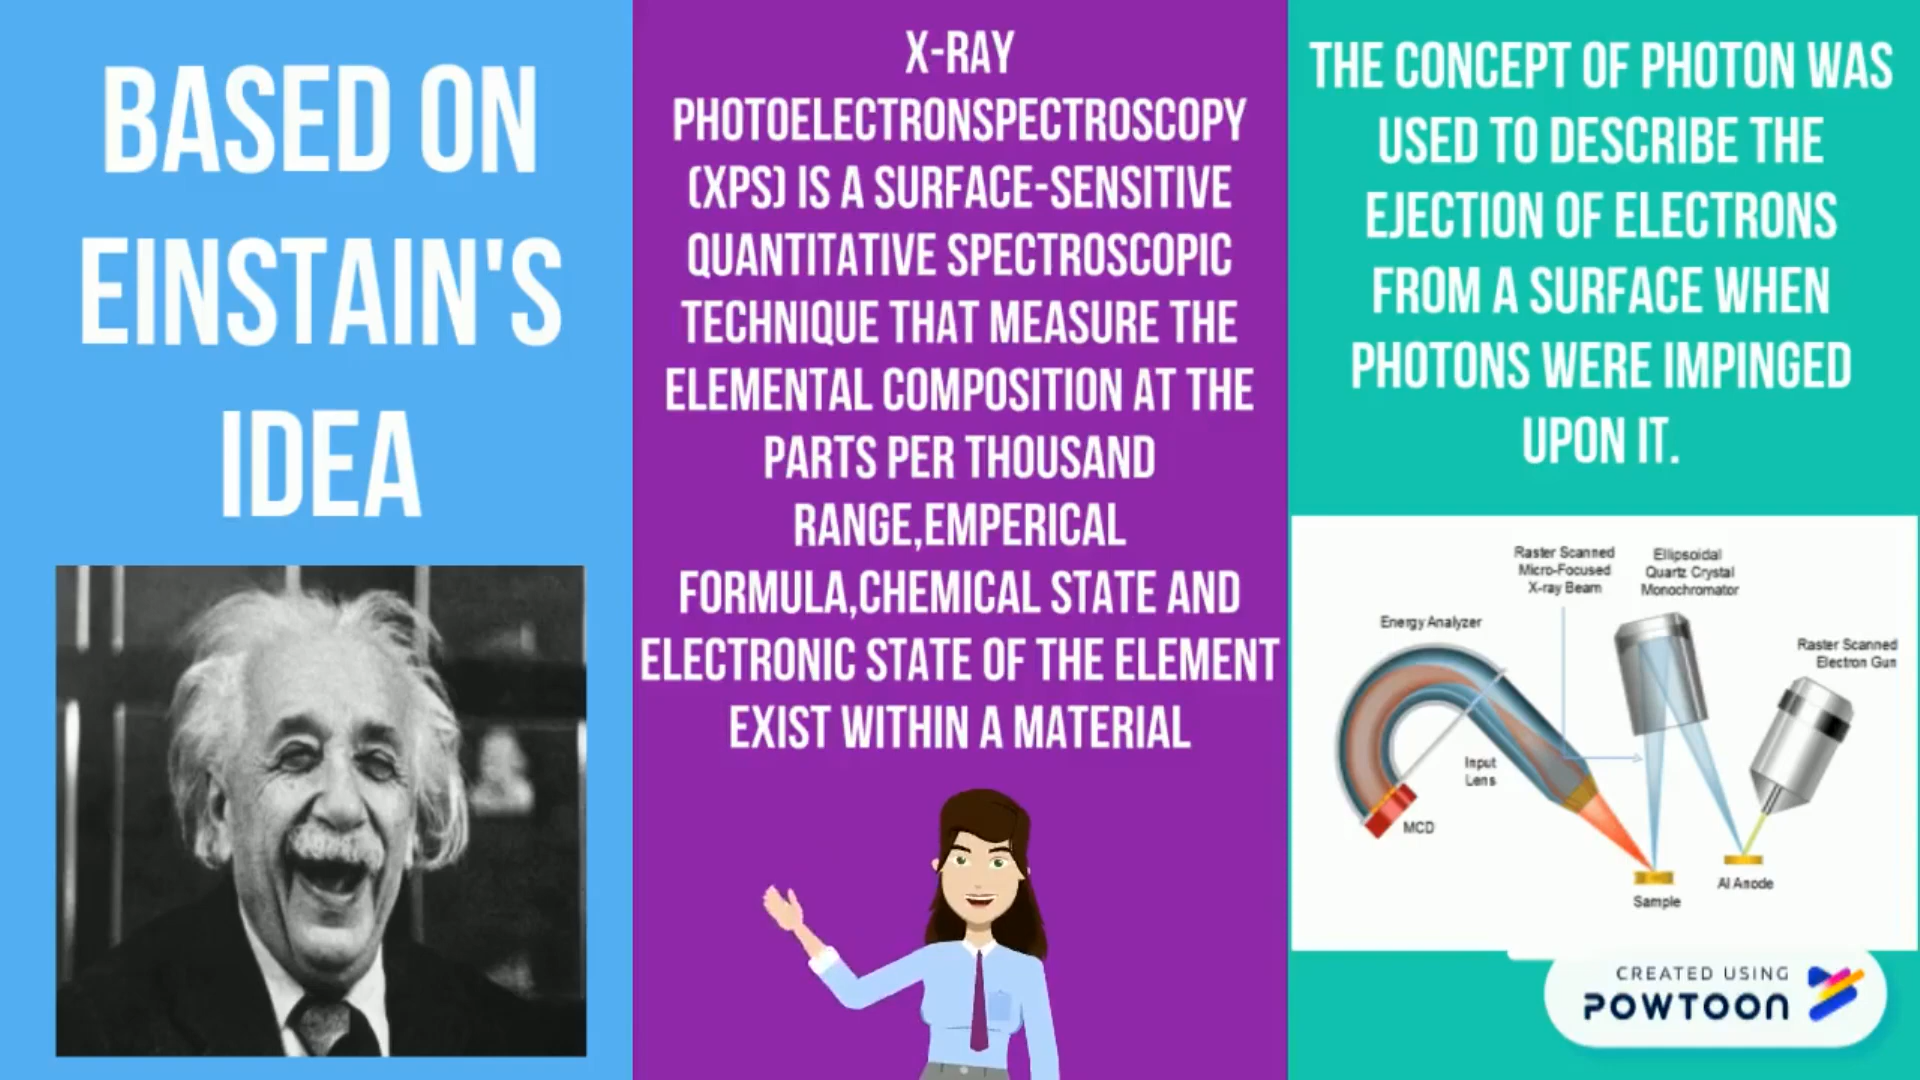 BASED ON
EINSTAIN'S
IDEA
X-RAY
PHOTOELECTRONSPECTROSCOPY
(XPS) IS A SURFACE-SENSITIVE
QUANTITATIVE SPECTROSCOPIC
TECHNIQUE THAT MEASURE THE
ELEMENTAL COMPOSITION AT THE
PARTS PER THOUSAND
RANGE,EMPERICAL
FORMULA,CHEMICAL STATE AND
ELECTRONIC STATE OF THE ELEMENT
EXIST WITHIN A MATERIAL
THE CONCEPT OF PHOTON WAS
USED TO DESCRIBE THE
EJECTION OF ELECTRONS
FROM A SURFACE WHEN
PHOTONS WERE IMPINGED
UPON IT.
Raster Scanned
Micro-Focused
X-ray Beam
Ellipsoidal
Quartz Crystal
Monochromator
Energy Analyzer
Raster Scanned
Electron Gun
Input
Lens
MCD
Al Anode
Sample
CREATED USING
POWTOON